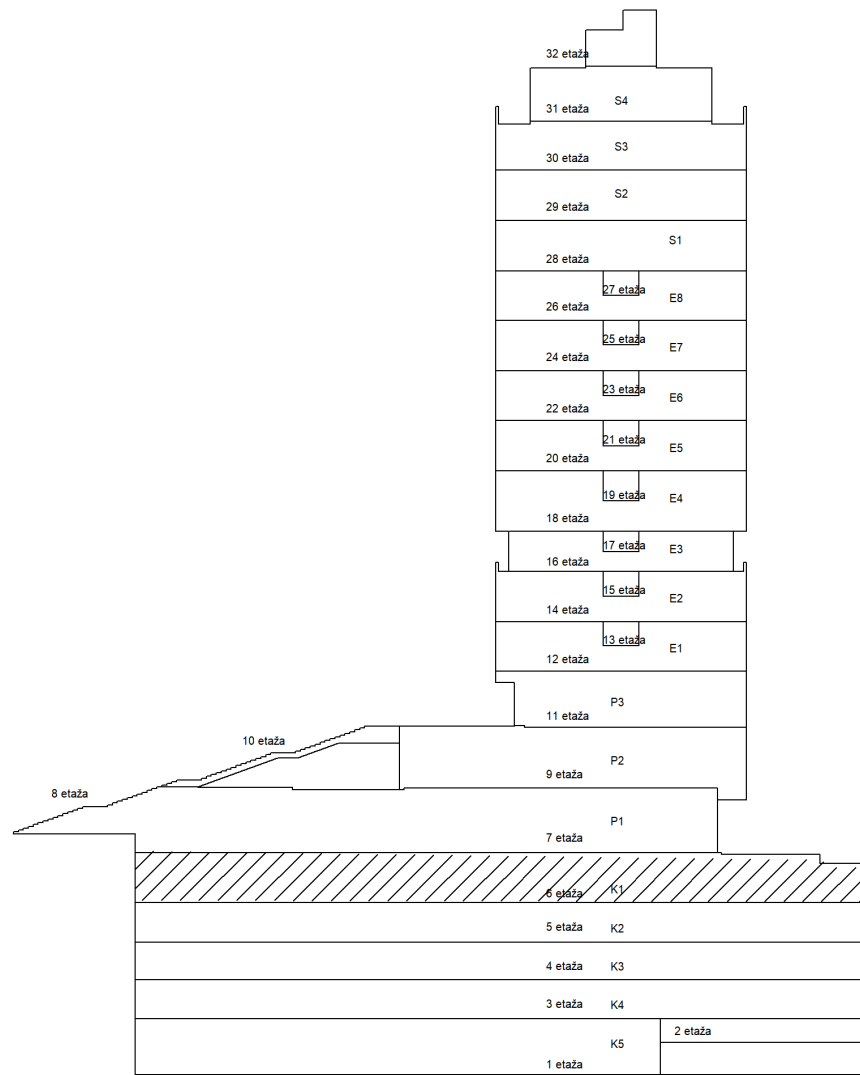 32 etaža
S4
31 etaža
S3
30 etaža
S2
29 etaža
S1
28 etaža
27 etaža
E8
26 etaža
25 etaža
E7
24 etaža
23 etaža
E6
22 etaža
21 etaža
E5
20 etaža
19 etaža
E4
18 etaža
17 etaža
E3
16 etaža
15 etaža
E2
14 etaža
13 etaža
E1
12 etaža
P3
11 etaža
10 etaža
P2
9 etaža
8 etaža
P1
7 etaža
K1
6 etaža
K2
5 etaža
K3
4 etaža
K4
3 etaža
2 etaža
K5
1 etaža